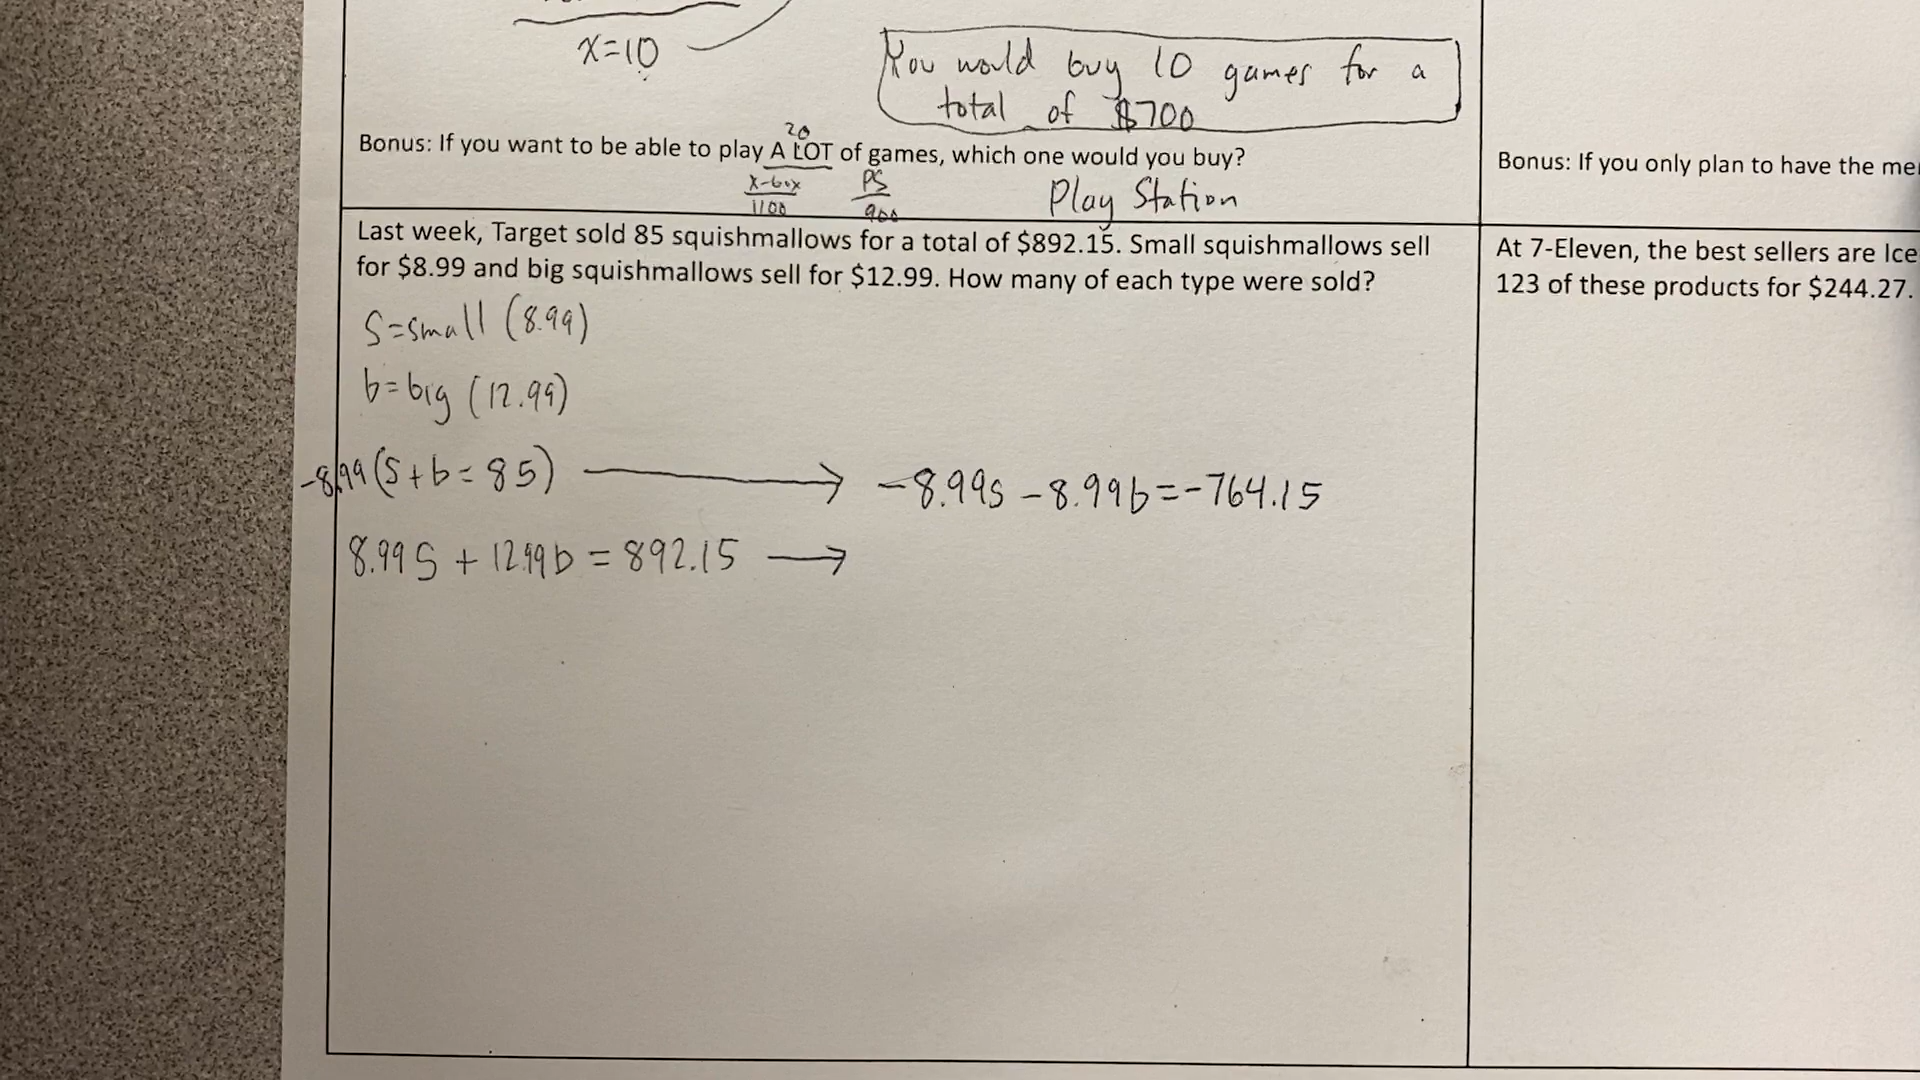 x=10
You would buy 10 games for a
total of $700
20
Bonus: If you want to be able to play A LOT of games, which one would you buy?
x-box PS
1100 900
Play Station
Last week, Target sold 85 squishmallows for a total of $892.15. Small squishmallows sell
for $8.99 and big squishmallows sell for $12.99. How many of each type were sold?
S=small (8.99)
b=big (12.99)
-8.99(S+b=85) → -8.99s-8.99b=-764.15
8.99S + 12.99b = 892.15 →
Bonus: If you only plan to have the
At 7-Eleven, the best sellers are Ice
123 of these products for $244.27.